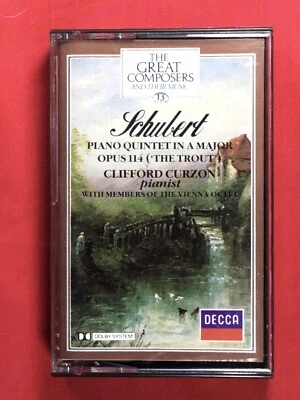 THE
GREAT
COMPOSERS
AND THEIR MUSIC
13
Schubert
PIANO QUINTET IN A MAJOR
OPUS 114 ('THE TROUT')
CLIFFORD CURZON
pianist
WITH MEMBERS OF THE VIENNA OCTET
DECCA
DOLBY SYSTEM